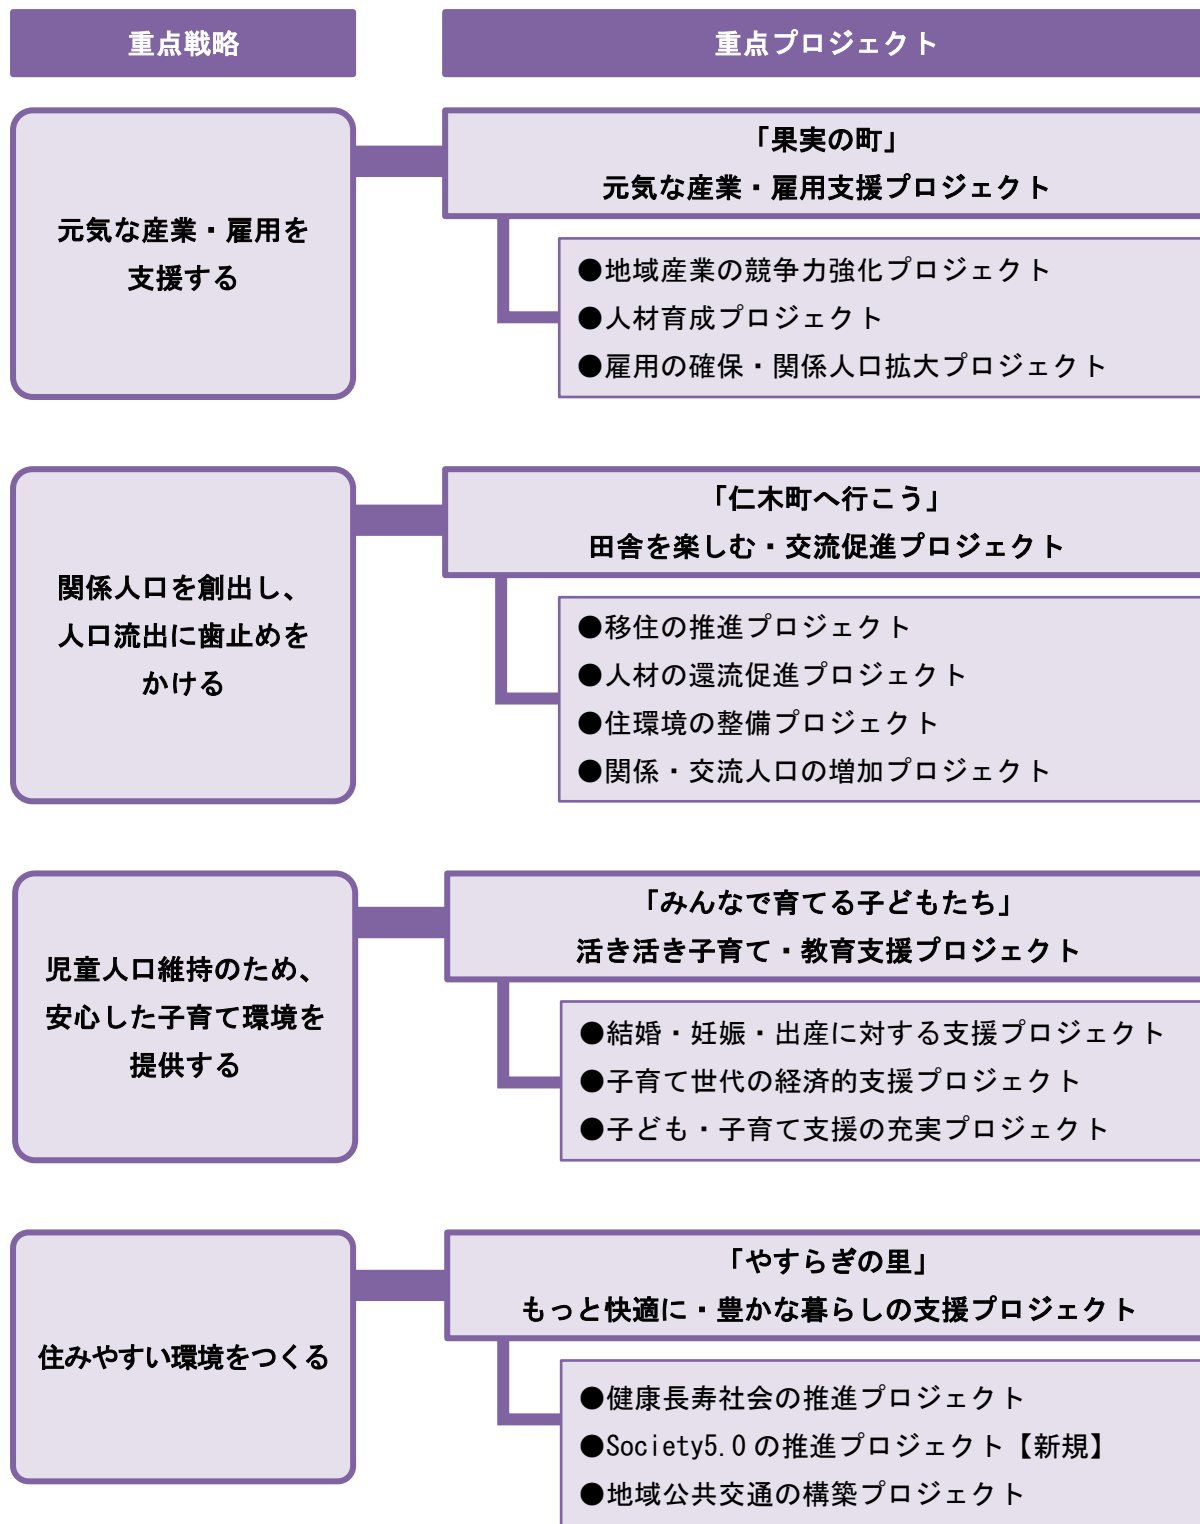 重点戦略
重点プロジェクト
元気な産業・雇用を
支援する
「果実の町」
元気な産業・雇用支援プロジェクト
●地域産業の競争力強化プロジェクト
●人材育成プロジェクト
●雇用の確保・関係人口拡大プロジェクト
関係人口を創出し、
人口流出に歯止めを
かける
「仁木町へ行こう」
田舎を楽しむ・交流促進プロジェクト
●移住の推進プロジェクト
●人材の還流促進プロジェクト
●住環境の整備プロジェクト
●関係・交流人口の増加プロジェクト
児童人口維持のため、
安心した子育て環境を
提供する
「みんなで育てる子どもたち」
活き活き子育て・教育支援プロジェクト
●結婚・妊娠・出産に対する支援プロジェクト
●子育て世代の経済的支援プロジェクト
●子ども・子育て支援の充実プロジェクト
住みやすい環境をつくる
「やすらぎの里」
もっと快適に・豊かな暮らしの支援プロジェクト
●健康長寿社会の推進プロジェクト
●Society5.0の推進プロジェクト【新規】
●地域公共交通の構築プロジェクト